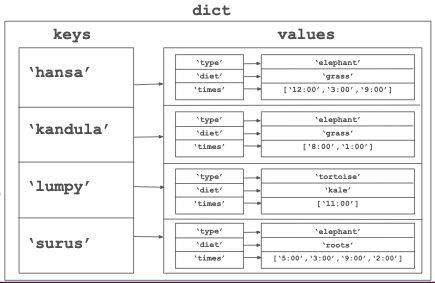 dict
keys values
‘hansa’
‘type’ ‘elephant’
‘diet’ ‘grass’
‘times’ [‘12:00’,‘3:00’,‘9:00’]
‘kandula’
‘type’ ‘elephant’
‘diet’ ‘grass’
‘times’ [‘8:00’,‘1:00’]
‘lumpy’
‘type’ ‘tortoise’
‘diet’ ‘kale’
‘times’ [‘11:00’]
‘surus’
‘type’ ‘elephant’
‘diet’ ‘roots’
‘times’ [‘5:00’,‘3:00’,‘9:00’,‘2:00’]